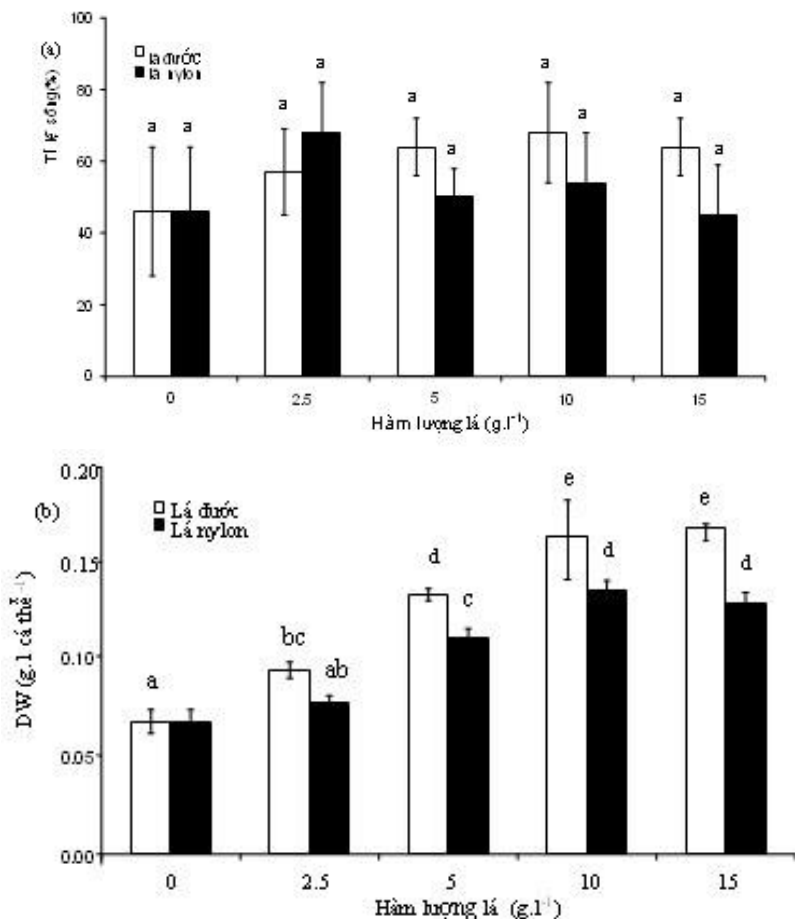 (a)
Tỉ lệ sống(%)
100
lá đước
lá nylon
80
60
40
20
0
a a a a a a a a a a
0 2.5 5 10 15
Hàm lượng lá (g.l⁻¹)
(b)
0.20
Lá đước
Lá nylon
0.15
0.10
0.05
0.00
DW (g.1 cá thể⁻¹)
a bc ab d c e d e d
0 2.5 5 10 15
Hàm lượng lá (g.l⁻¹)